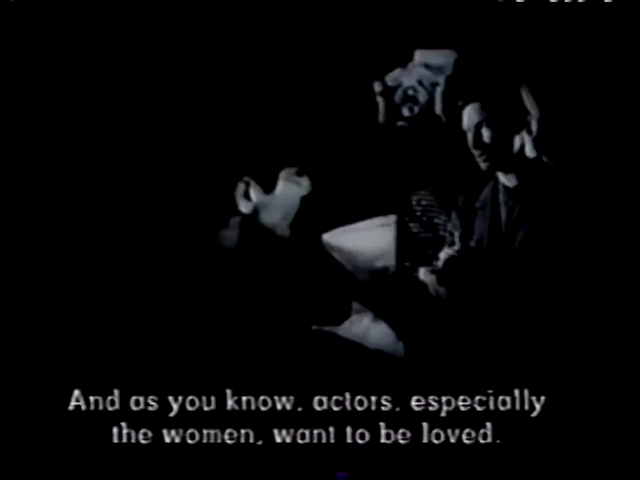 And as you know, actors, especially
the women, want to be loved.